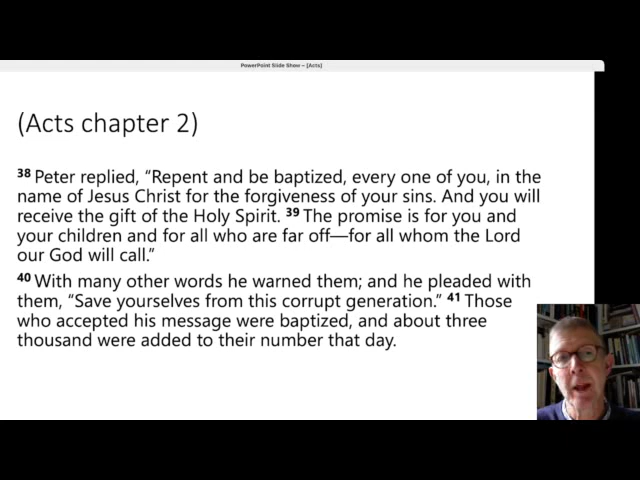 PowerPoint Slide Show - [Acts]
(Acts chapter 2)
38 Peter replied, “Repent and be baptized, every one of you, in the
name of Jesus Christ for the forgiveness of your sins. And you will
receive the gift of the Holy Spirit. 39 The promise is for you and
your children and for all who are far off—for all whom the Lord
our God will call.”
40 With many other words he warned them; and he pleaded with
them, “Save yourselves from this corrupt generation.” 41 Those
who accepted his message were baptized, and about three
thousand were added to their number that day.